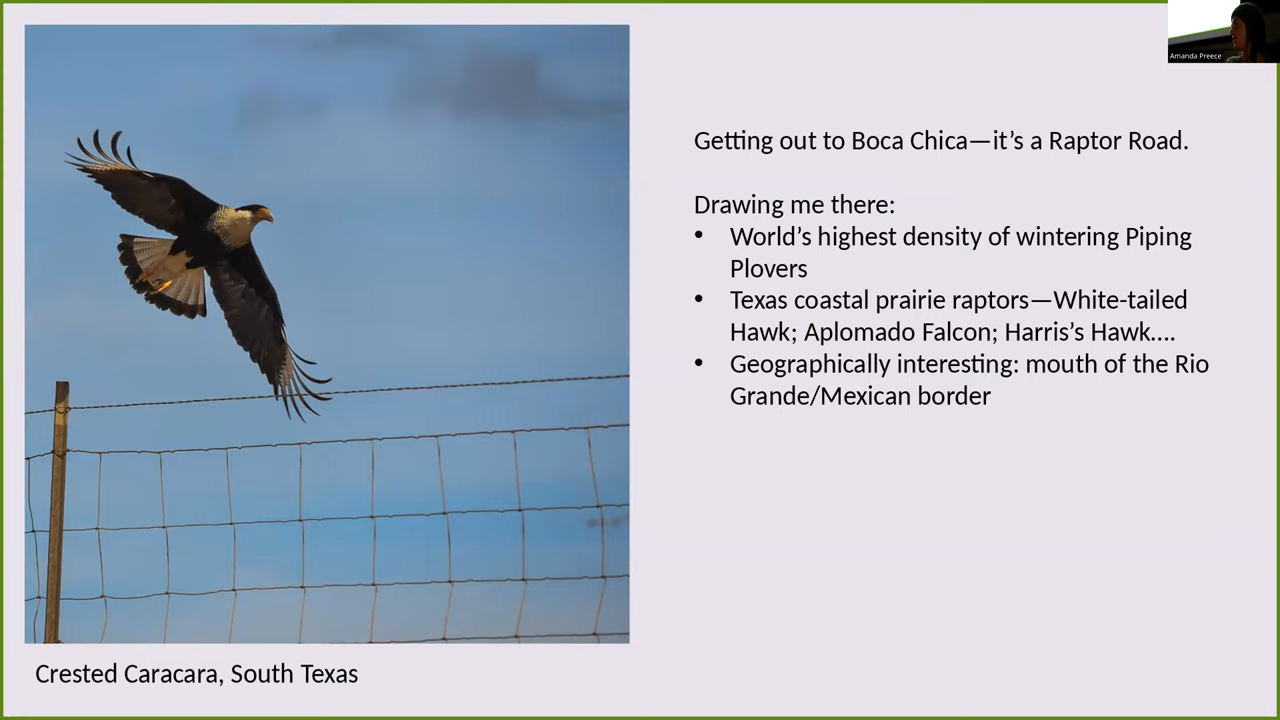 Amanda Preece
Getting out to Boca Chica—it’s a Raptor Road.
Drawing me there:
• World’s highest density of wintering Piping
Plovers
• Texas coastal prairie raptors—White-tailed
Hawk; Aplomado Falcon; Harris’s Hawk....
• Geographically interesting: mouth of the Rio
Grande/Mexican border
Crested Caracara, South Texas